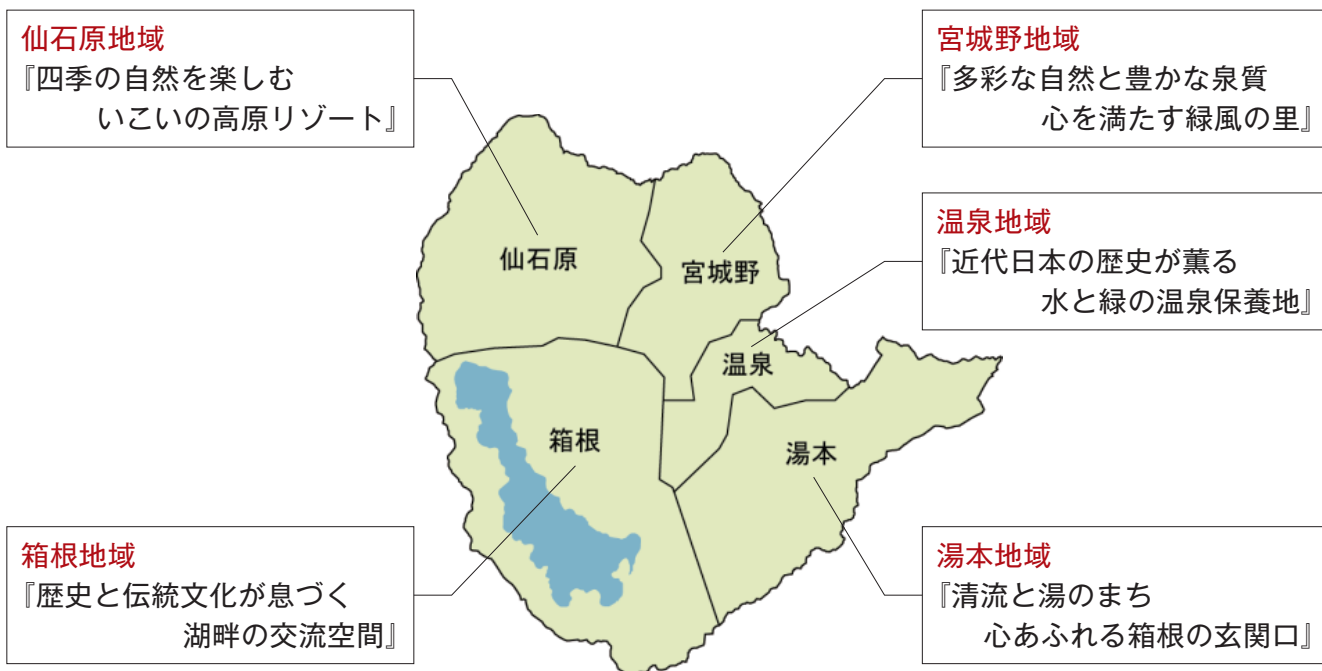 仙石原地域
『四季の自然を楽しむ
いこいの高原リゾート』
宮城野地域
『多彩な自然と豊かな泉質
心を満たす緑風の里』
温泉地域
『近代日本の歴史が薫る
水と緑の温泉保養地』
仙石原
宮城野
温泉
箱根
湯本
箱根地域
『歴史と伝統文化が息づく
湖畔の交流空間』
湯本地域
『清流と湯のまち
心あふれる箱根の玄関口』